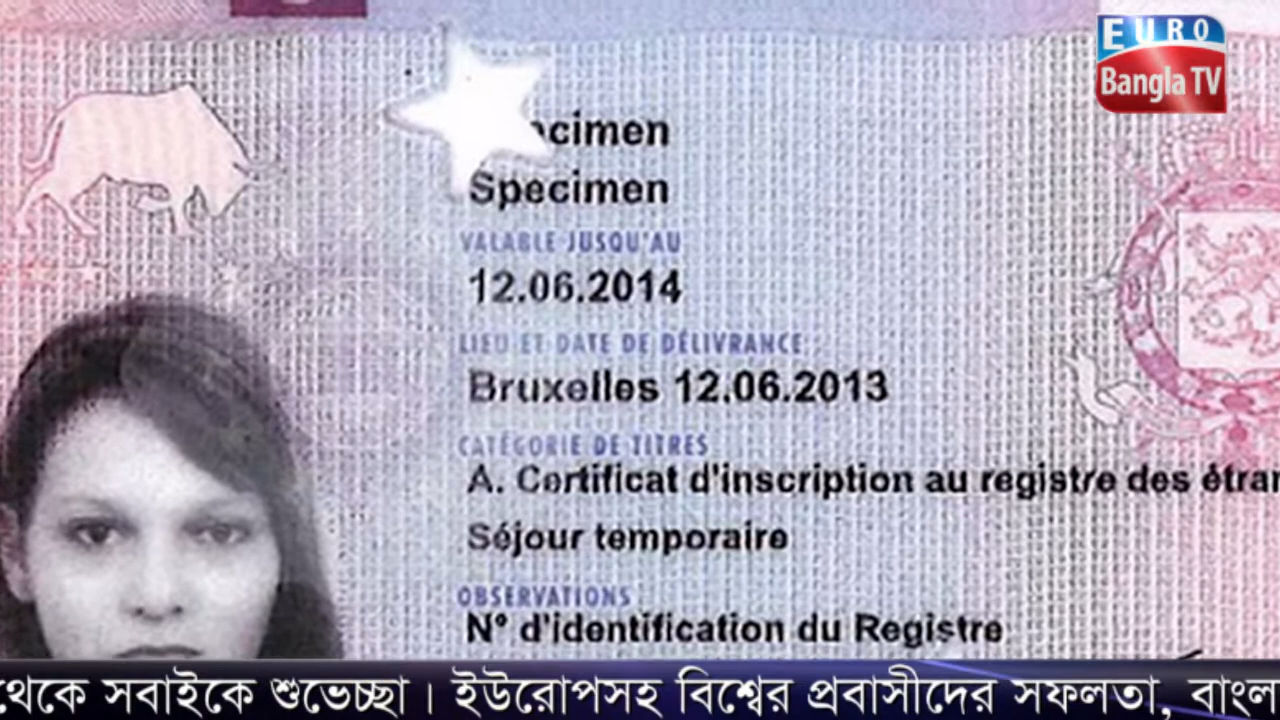 EURO
Bangla TV
Specimen
VALABLE JUSQU'AU
12.06.2014
LIEU ET DATE DE DÉLIVRANCE
Bruxelles 12.06.2013
CATÉGORIE DE TITRES
A. Certificat d'inscription au registre des
Séjour temporaire
OBSERVATIONS
N° d'identification du Registre
থেকে সবাইকে শুভেচ্ছা । ইউরোপসহ বিশ্বের প্রবাসীদের সফলতা,